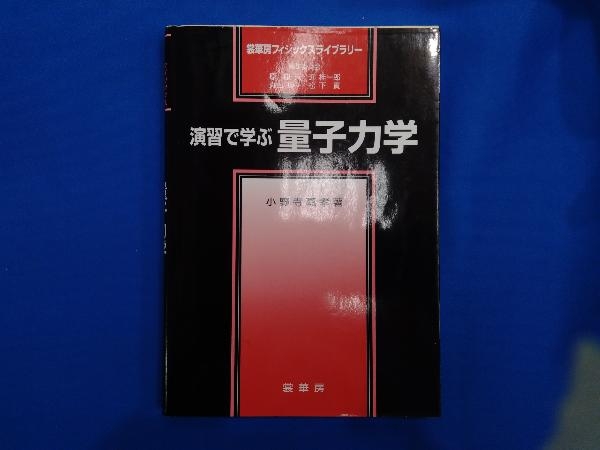 裳華房フィジックスライブラリー
演習で学ぶ 量子力学
小野寺嘉孝著
裳華房